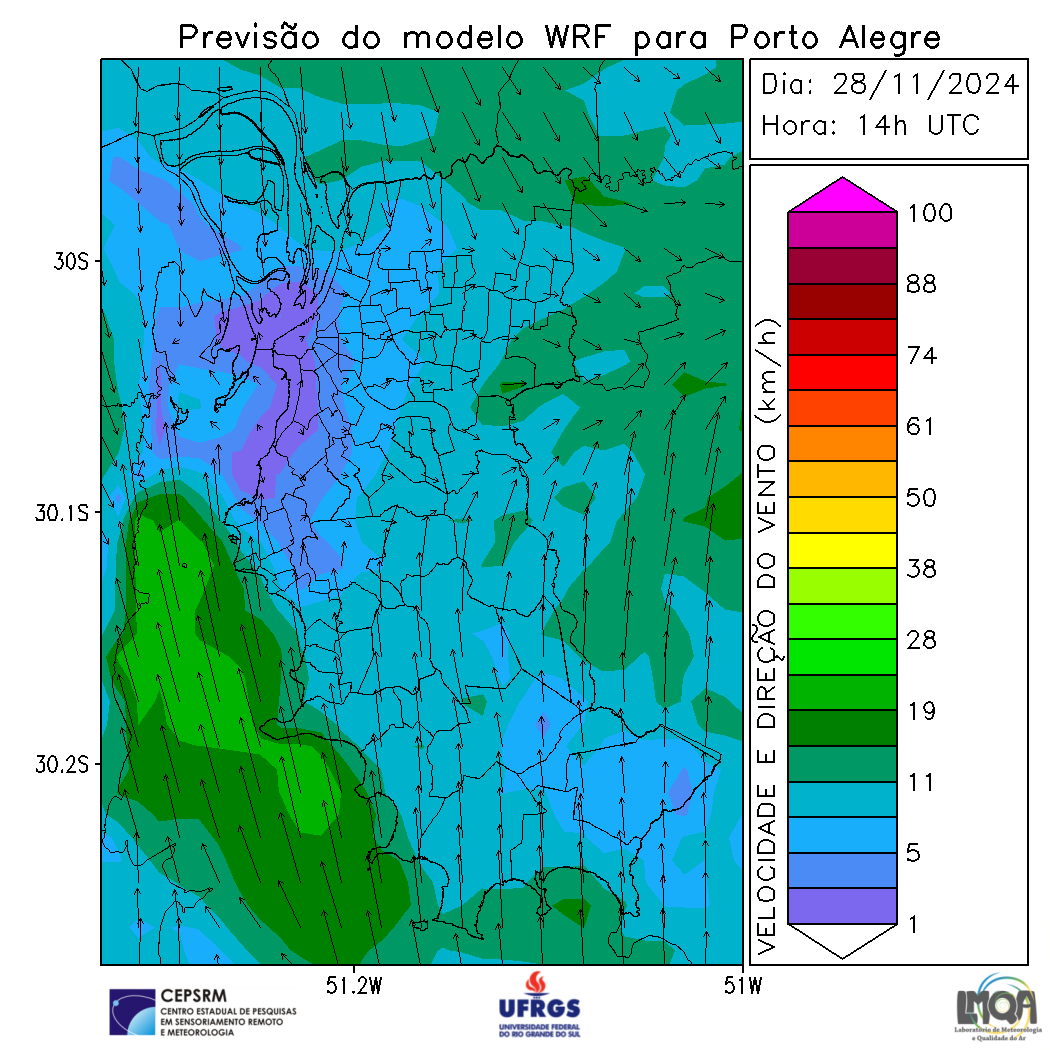 Previsão do modelo WRF para Porto Alegre
Dia: 28/11/2024
Hora: 14h UTC
30S
30.1S
30.2S
51.2W
51W
VELOCIDADE E DIREÇÃO DO VENTO (km/h)
100
88
74
61
50
38
28
19
11
5
1
CEPSRM
CENTRO ESTADUAL DE PESQUISAS
EM SENSORIAMENTO REMOTO
E METEOROLOGIA
UFRGS
UNIVERSIDADE FEDERAL
DO RIO GRANDE DO SUL
LMQA
Laboratório de Meteorologia
e Qualidade do Ar